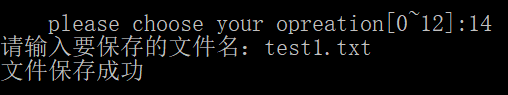 please choose your opreation[0~12]:14
请输入要保存的文件名：test1.txt
文件保存成功